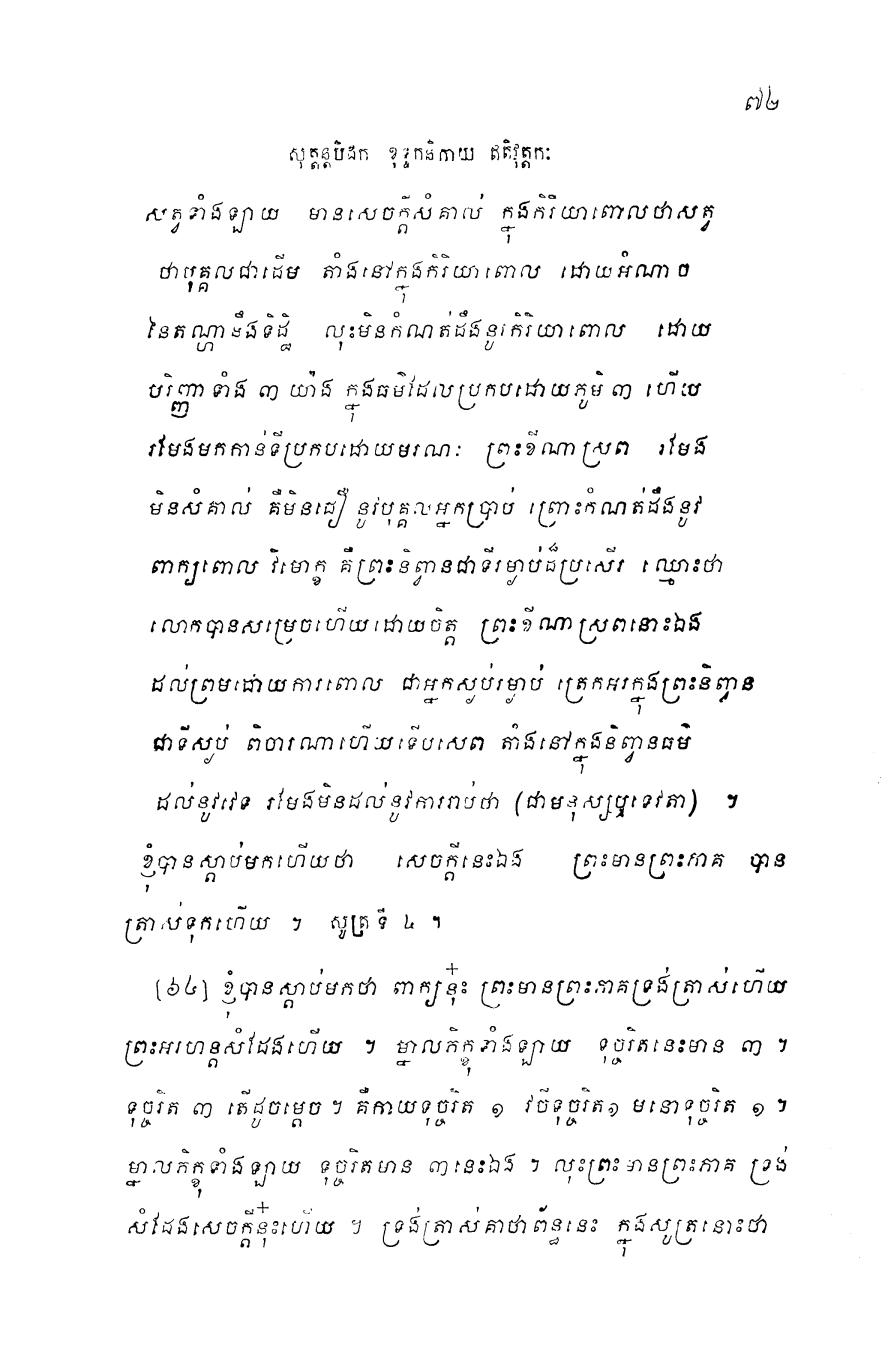 ៧២
សុត្តន្តបិដក ខុទ្ទកនិកាយ ឥតិវុត្តកៈ
សត្វទាំងឡាយ មានសេចក្តីសំគាល់ ក្នុងកិរិយាពោលថាសត្វ
ថាបុគ្គលជាដើម តាំងនៅក្នុងកិរិយាពោល ដោយអំណាច
នៃតណ្ហានឹងទិដ្ឋិ លុះមិនកំណត់ដឹងនូវកិរិយាពោល ដោយ
បរិញ្ញាទាំង ៣ យ៉ាង ក្នុងធម៌ដែលប្រកបដោយភូមិ ៣ ហើយ
រមែងមកកាន់ទីប្រកបដោយមរណៈ ព្រះខីណាស្រព រមែង
មិនសំគាល់ គឺមិនជឿ នូវបុគ្គលអ្នកប្រាប់ ព្រោះកំណត់ដឹងនូវ
ពាក្យពោល វិមោក្ខ គឺព្រះនិព្វានជាទីរម្ងាប់ដ៏ប្រសើរ ឈ្មោះថា
លោកបានសម្រេចហើយដោយចិត្ត ព្រះខីណាស្រពនោះឯង
ដល់ព្រមដោយការពោល ជាអ្នកស្ងប់រម្ងាប់ ត្រេកអរក្នុងព្រះនិព្វាន
ជាទីស្ងប់ ពិចារណាហើយទើបសេព តាំងនៅក្នុងនិព្វានធម៌
ដល់នូវវេទ រមែងមិនដល់នូវការរាប់ថា (ជាមនុស្សឬទេវតា) ។
ខ្ញុំបានស្តាប់មកហើយថា សេចក្តីនេះឯង ព្រះមានព្រះភាគ បាន
ត្រាស់ទុកហើយ ។ សូត្រទី ៤ ។
[៦៤] ខ្ញុំបានស្តាប់មកថា ពាក្យនុ៎ះ ព្រះមានព្រះភាគទ្រង់ត្រាស់ហើយ
ព្រះអរហន្តសំដែងហើយ ។ ម្នាលភិក្ខុទាំងឡាយ ទុច្ចរិតនេះមាន ៣ ។
ទុច្ចរិត ៣ តើដូចម្តេច ។ គឺកាយទុច្ចរិត ១ វចីទុច្ចរិត ១ មនោទុច្ចរិត ១ ។
ម្នាលភិក្ខុទាំងឡាយ ទុច្ចរិតមាន ៣ នេះឯង ។ លុះព្រះមានព្រះភាគ ទ្រង់
សំដែងសេចក្តីនុ៎ះហើយ ។ ទ្រង់ត្រាស់គាថាព័ន្ធនេះ ក្នុងសូត្រនោះថា